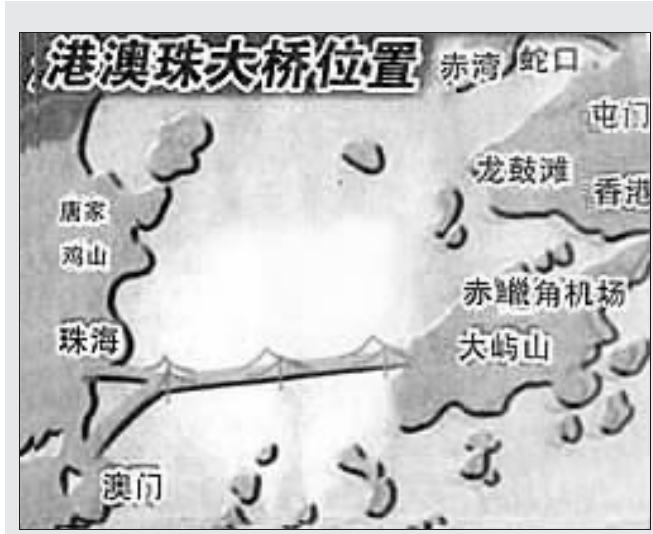 港澳珠大桥位置
赤湾
蛇口
屯门
龙鼓滩
香港
唐家
鸡山
赤鱲角机场
珠海
大屿山
澳门